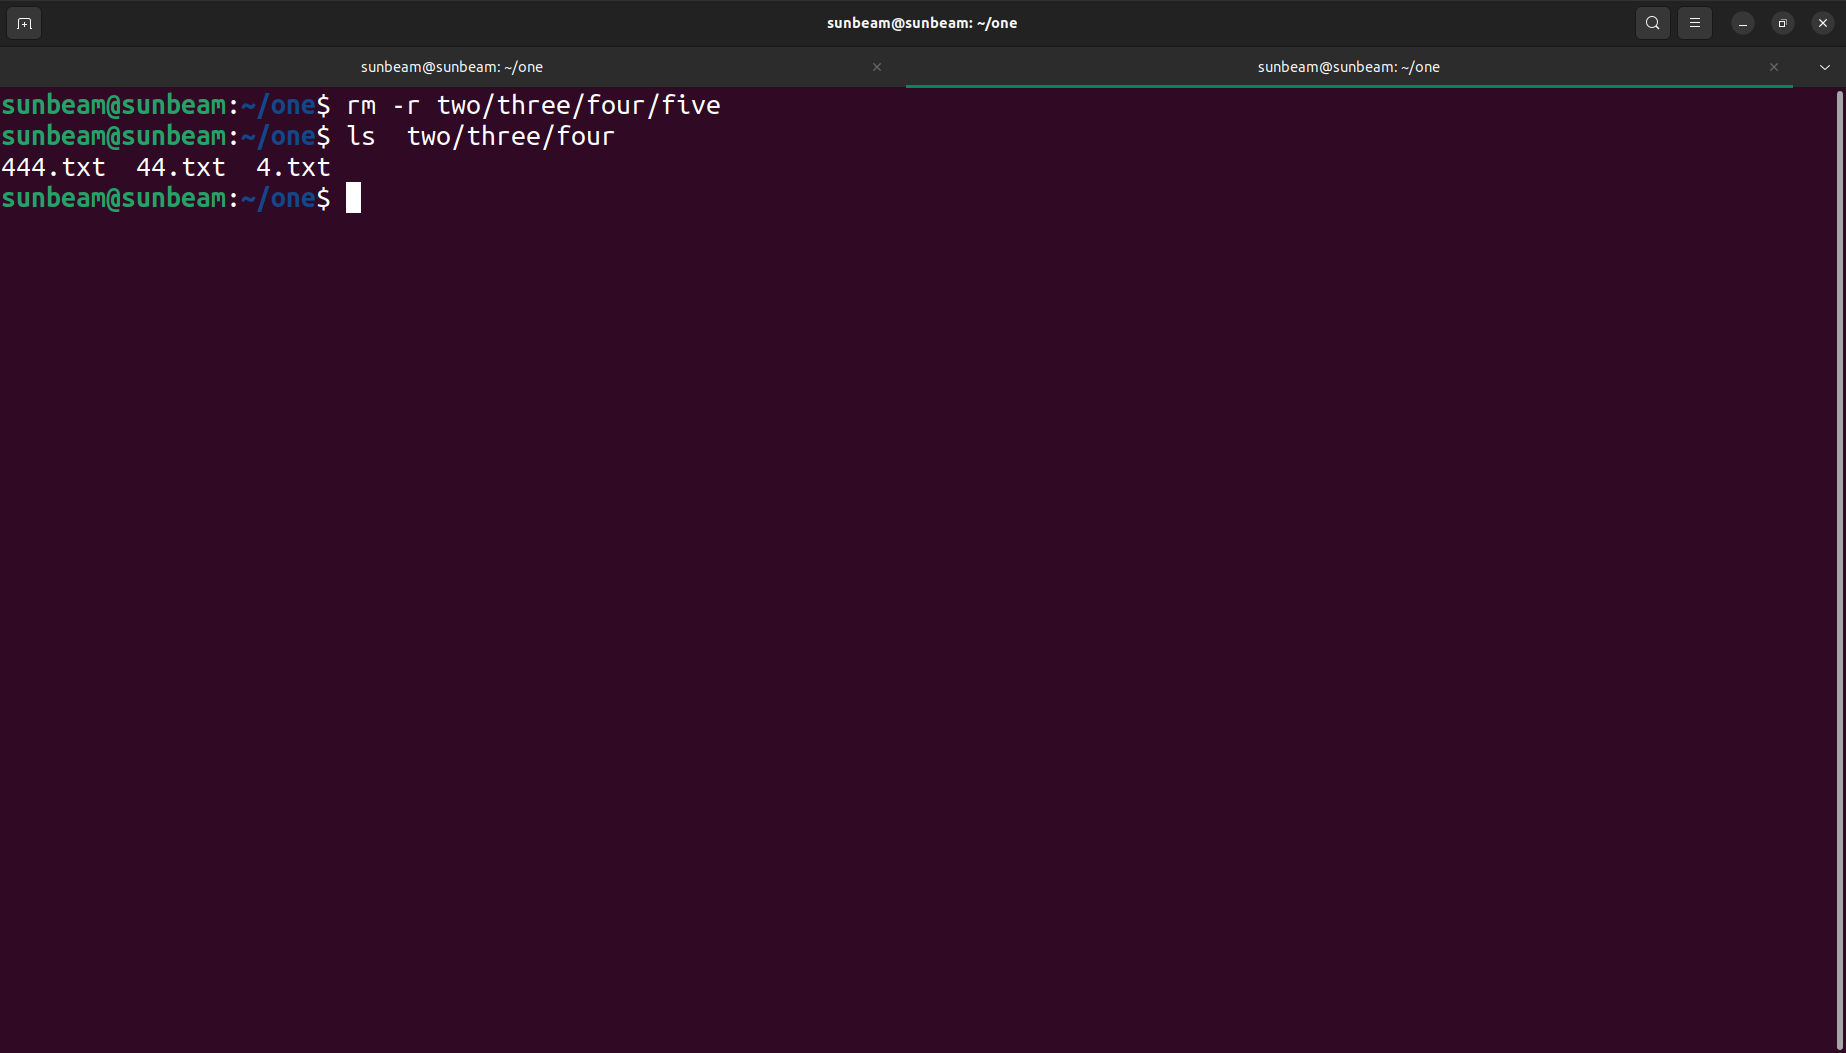 sunbeam@sunbeam: ~/one
sunbeam@sunbeam: ~/one
sunbeam@sunbeam: ~/one
sunbeam@sunbeam:~/one$ rm -r two/three/four/five
sunbeam@sunbeam:~/one$ ls  two/three/four
444.txt  44.txt  4.txt
sunbeam@sunbeam:~/one$